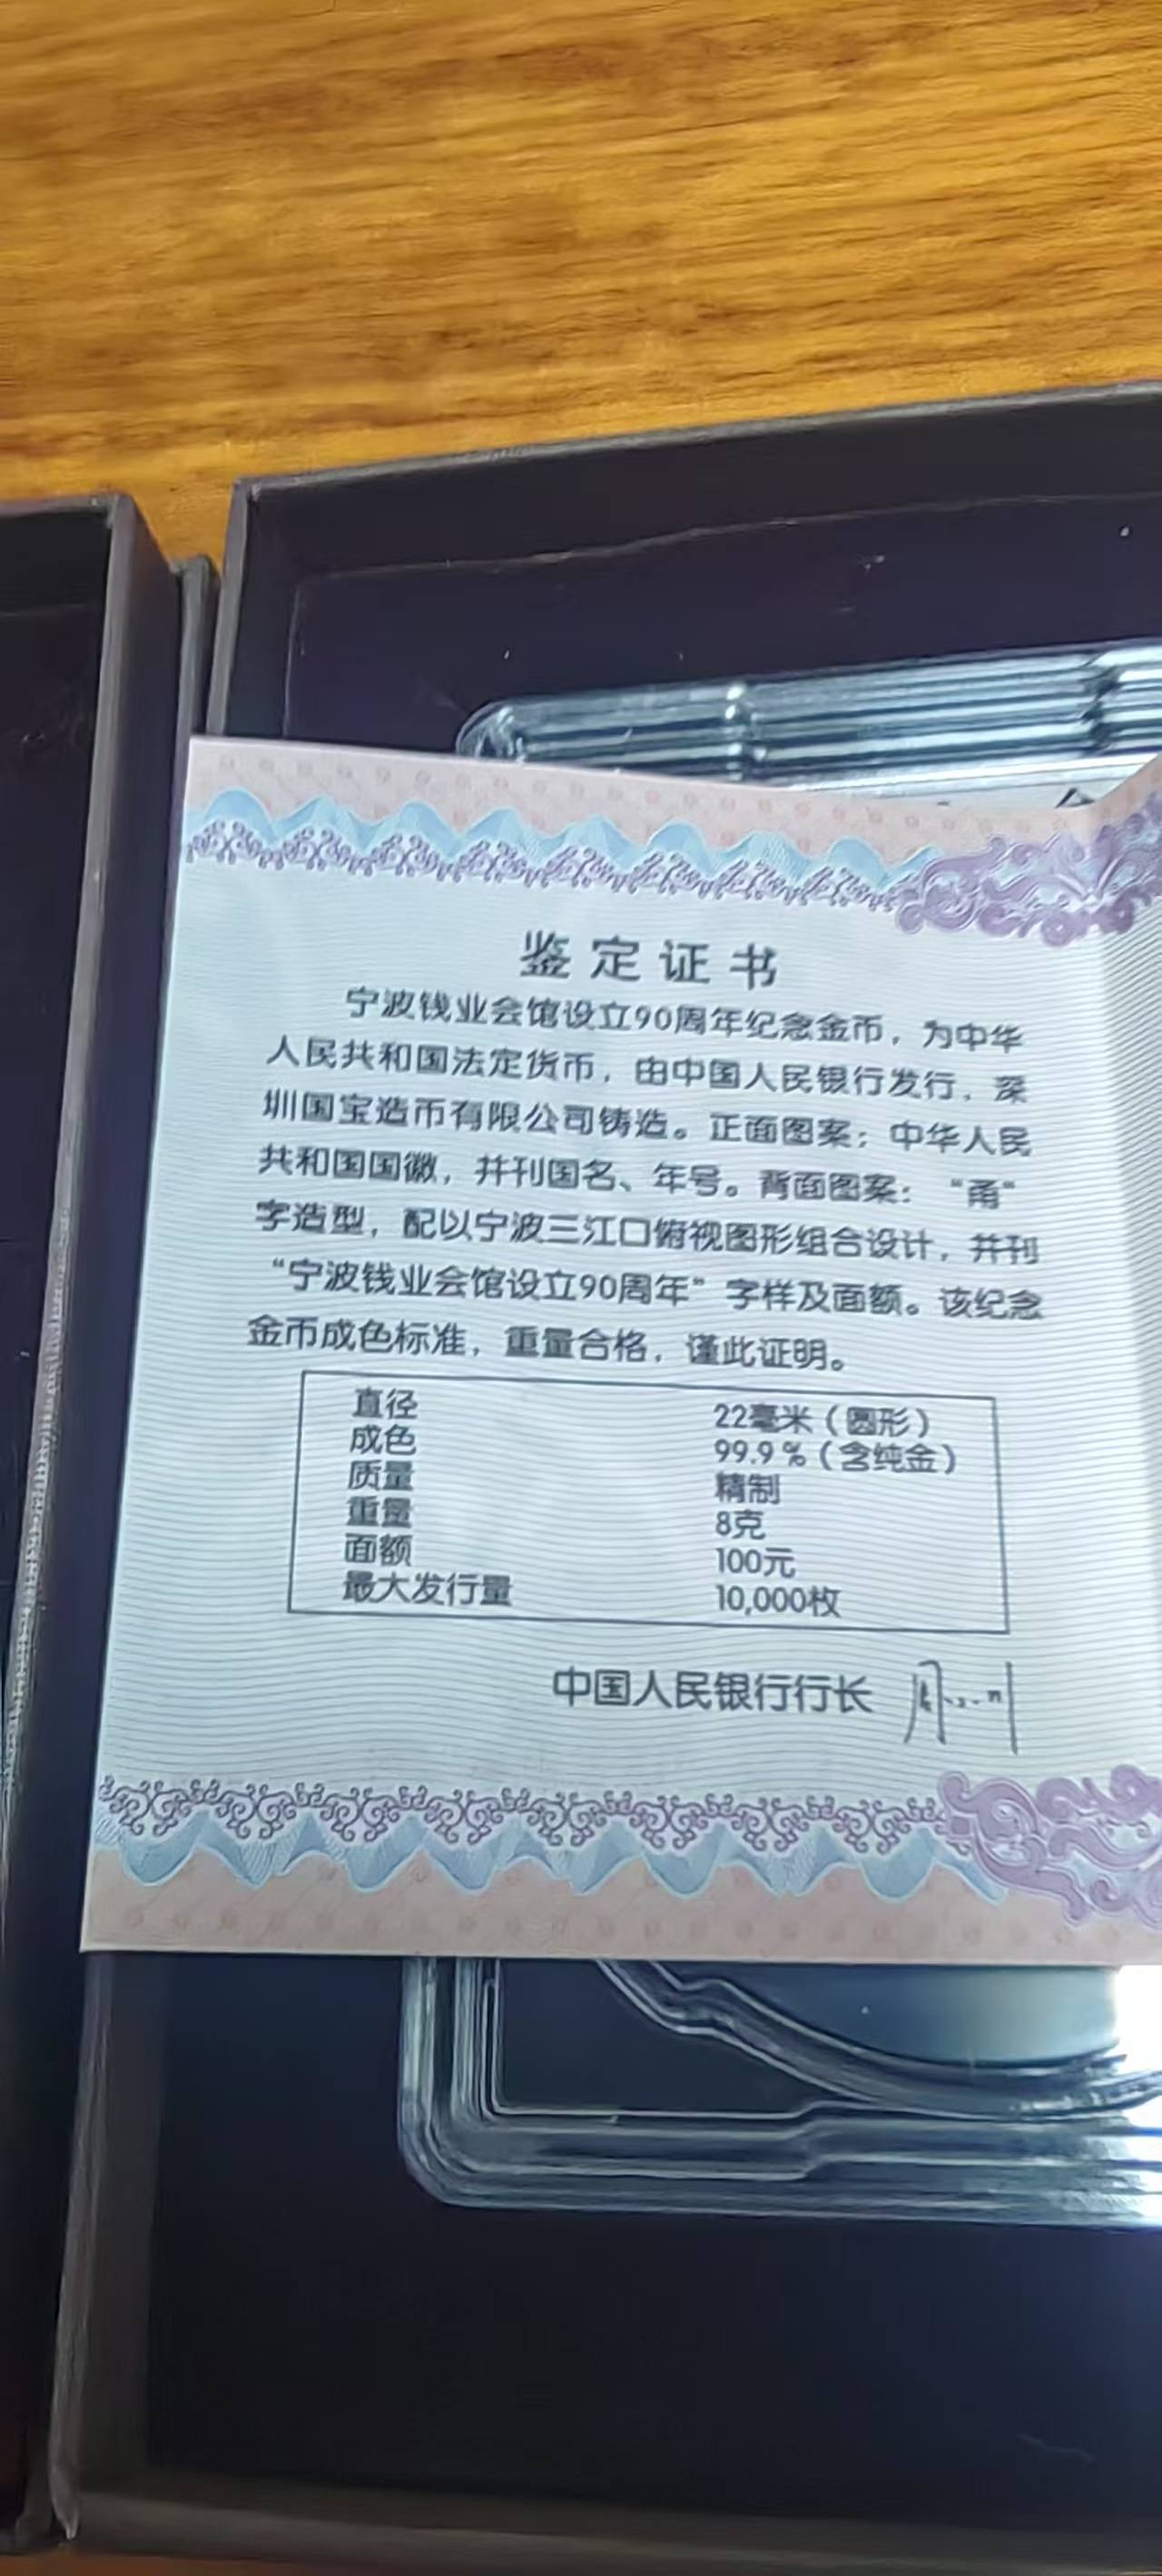 鉴定证书
宁波钱业会馆设立90周年纪念金币，为中华
人民共和国法定货币，由中国人民银行发行，深
圳国宝造币有限公司铸造。正面图案：中华人民
共和国国徽，并刊国名、年号。背面图案：“甬”
字造型，配以宁波三江口俯视图形组合设计，并刊
“宁波钱业会馆设立90周年”字样及面额。该纪念
金币成色标准，重量合格，谨此证明。
直径 22毫米（圆形）
成色 99.9%（含纯金）
质量 精制
重量 8克
面额 100元
最大发行量 10,000枚
中国人民银行行长